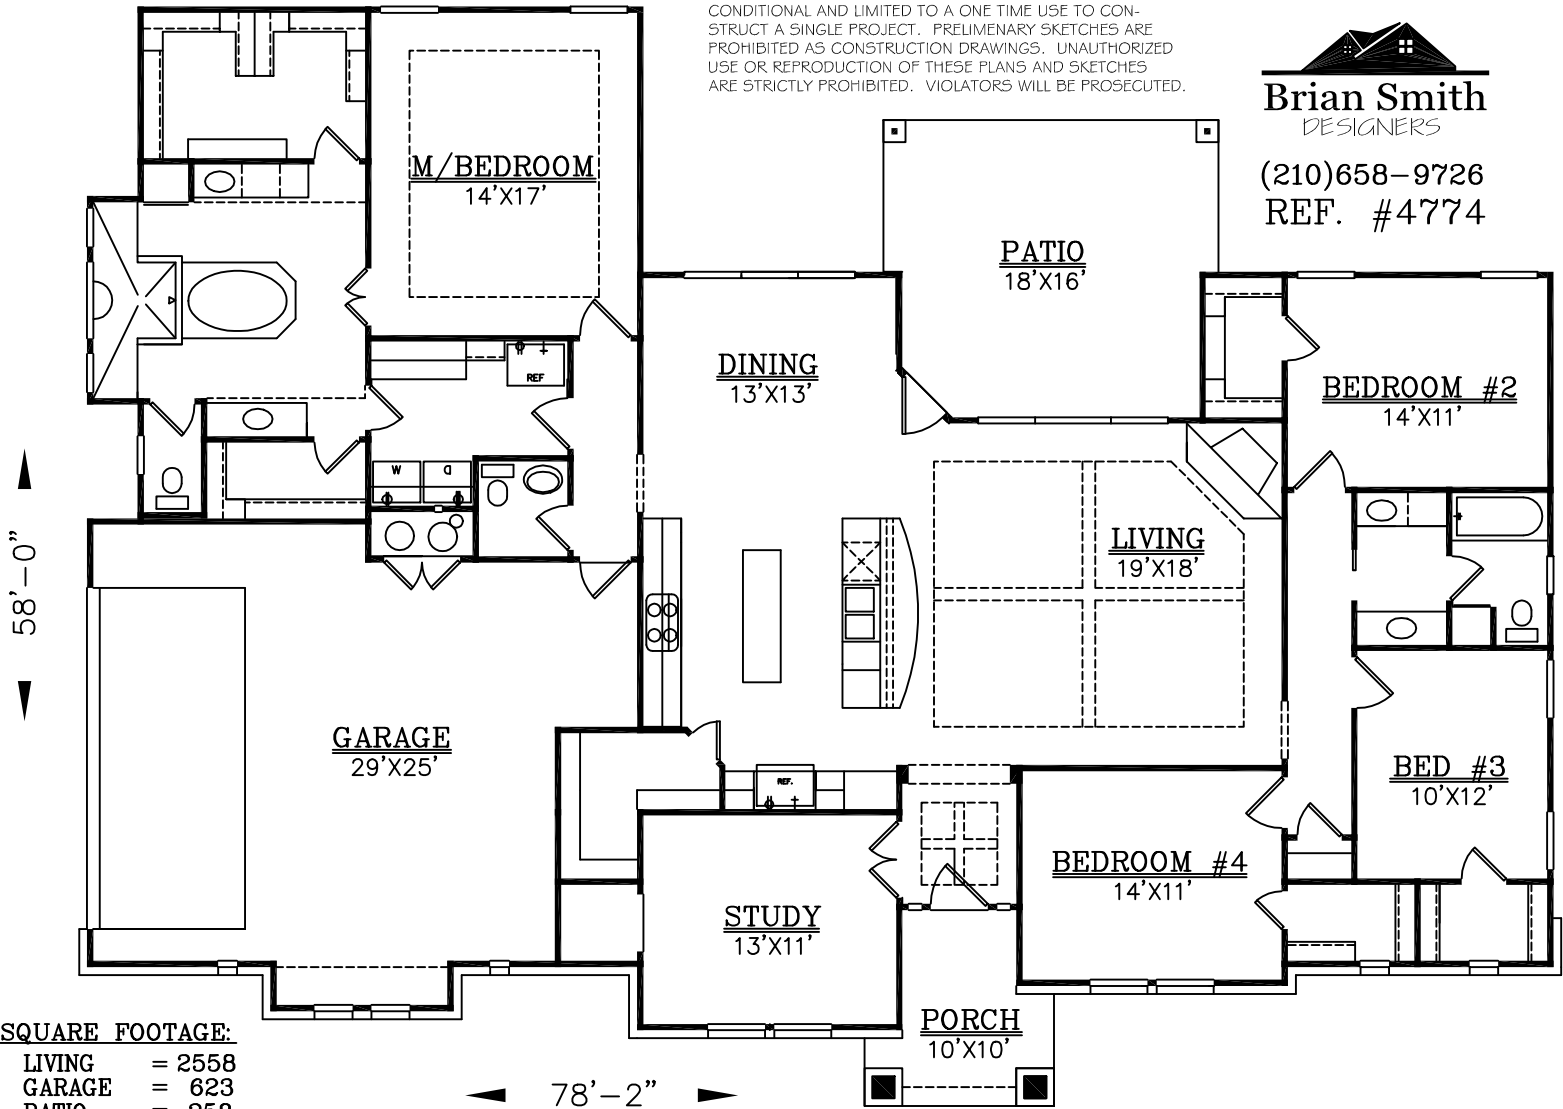 CONDITIONAL AND LIMITED TO A ONE TIME USE TO CON-
STRUCT A SINGLE PROJECT. PRELIMENARY SKETCHES ARE
PROHIBITED AS CONSTRUCTION DRAWINGS. UNAUTHORIZED
USE OR REPRODUCTION OF THESE PLANS AND SKETCHES
ARE STRICTLY PROHIBITED. VIOLATORS WILL BE PROSECUTED.
Brian Smith
DESIGNERS
(210)658-9726
REF. #4774
M/BEDROOM
14'X17'
PATIO
18'X16'
DINING
13'X13'
REF
BEDROOM #2
14'X11'
W
D
LIVING
19'X18'
58'-0"
GARAGE
29'X25'
BED #3
10'X12'
REF.
BEDROOM #4
14'X11'
STUDY
13'X11'
PORCH
10'X10'
SQUARE FOOTAGE:
LIVING = 2558
GARAGE = 623
PATIO =
78'-2"